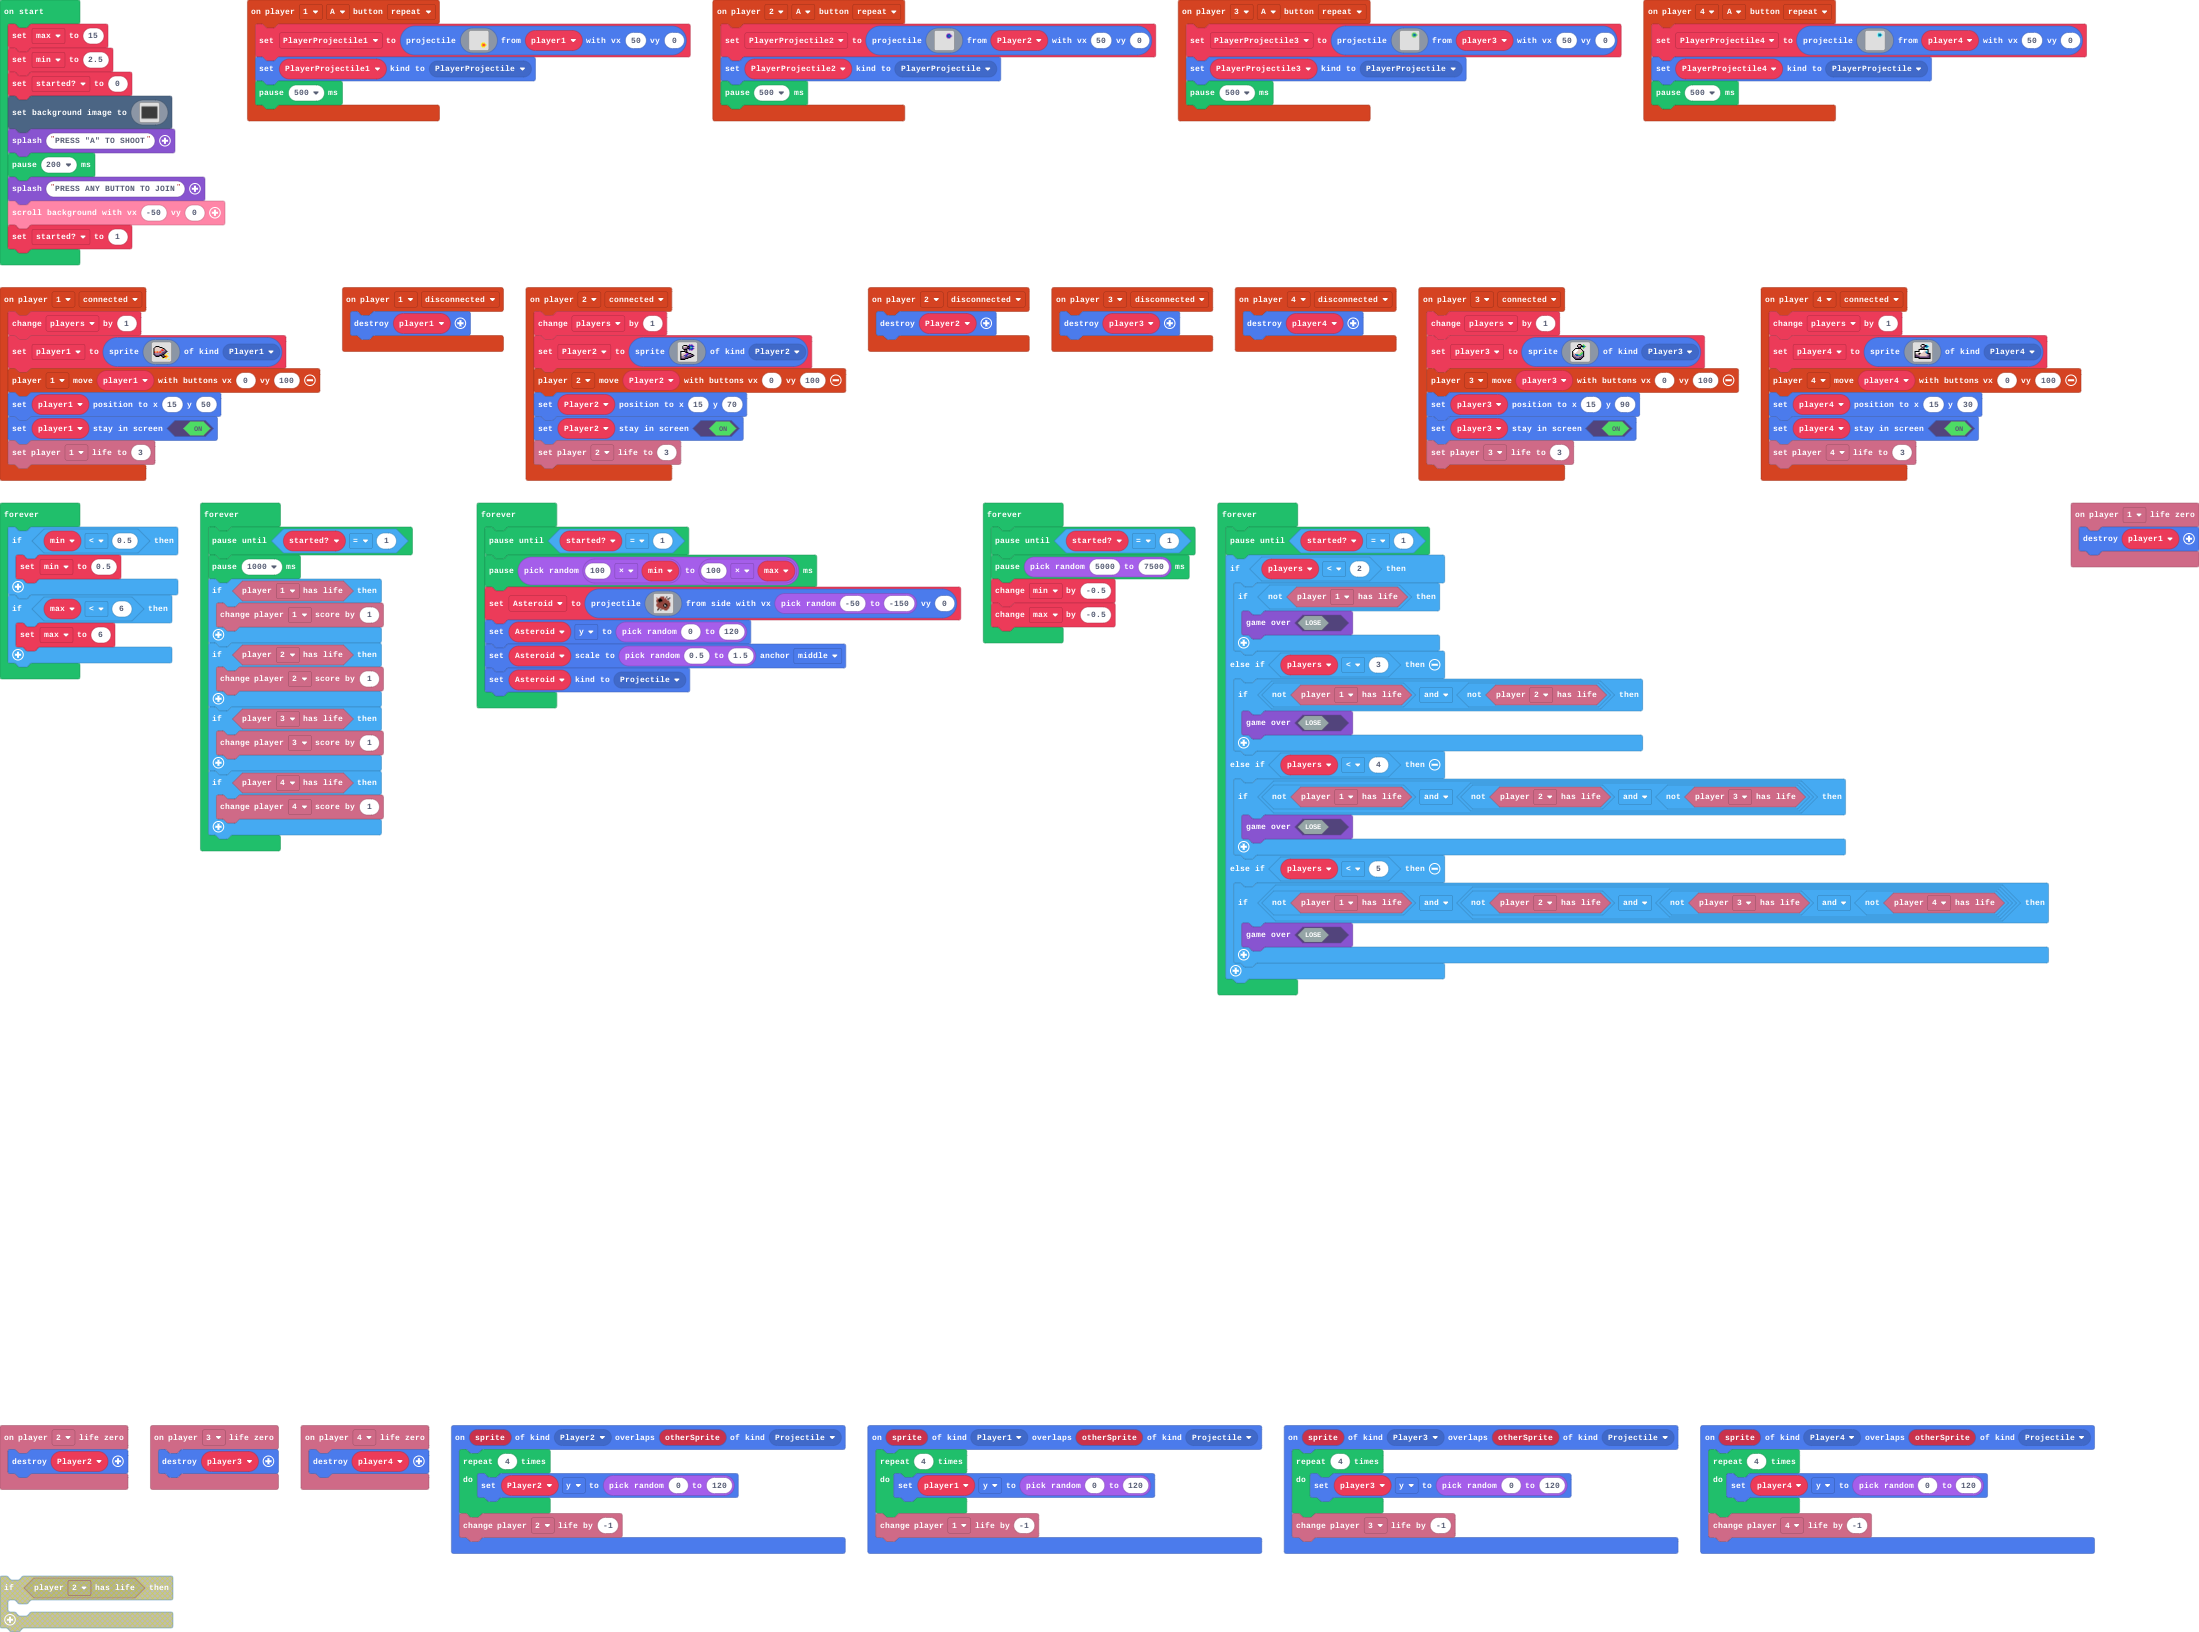 on start
set max to 15
set min to 2.5
set started? to 0
set background image to
splash "PRESS "A" TO SHOOT"
pause 200 ms
splash "PRESS ANY BUTTON TO JOIN"
scroll background with vx -50 vy 0
set started? to 1
on player 1 A button repeat
set PlayerProjectile1 to projectile from player1 with vx 50 vy 0
set PlayerProjectile1 kind to PlayerProjectile
pause 500 ms
on player 2 A button repeat
set PlayerProjectile2 to projectile from Player2 with vx 50 vy 0
set PlayerProjectile2 kind to PlayerProjectile
pause 500 ms
on player 3 A button repeat
set PlayerProjectile3 to projectile from player3 with vx 50 vy 0
set PlayerProjectile3 kind to PlayerProjectile
pause 500 ms
on player 4 A button repeat
set PlayerProjectile4 to projectile from player4 with vx 50 vy 0
set PlayerProjectile4 kind to PlayerProjectile
pause 500 ms
on player 1 connected
change players by 1
set player1 to sprite of kind Player1
player 1 move player1 with buttons vx 0 vy 100
set player1 position to x 15 y 50
set player1 stay in screen ON
set player 1 life to 3
on player 1 disconnected
destroy player1
on player 2 connected
change players by 1
set Player2 to sprite of kind Player2
player 2 move Player2 with buttons vx 0 vy 100
set Player2 position to x 15 y 70
set Player2 stay in screen ON
set player 2 life to 3
on player 2 disconnected
destroy Player2
on player 3 disconnected
destroy player3
on player 4 disconnected
destroy player4
on player 3 connected
change players by 1
set player3 to sprite of kind Player3
player 3 move player3 with buttons vx 0 vy 100
set player3 position to x 15 y 90
set player3 stay in screen ON
set player 3 life to 3
on player 4 connected
change players by 1
set player4 to sprite of kind Player4
player 4 move player4 with buttons vx 0 vy 100
set player4 position to x 15 y 30
set player4 stay in screen ON
set player 4 life to 3
forever
if min < 0.5 then
set min to 0.5
if max < 6 then
set max to 6
forever
pause until started? = 1
pause 1000 ms
if player 1 has life then
change player 1 score by 1
if player 2 has life then
change player 2 score by 1
if player 3 has life then
change player 3 score by 1
if player 4 has life then
change player 4 score by 1
forever
pause until started? = 1
pause pick random 100 × min to 100 × max ms
set Asteroid to projectile from side with vx pick random -50 to -150 vy 0
set Asteroid y to pick random 0 to 120
set Asteroid scale to pick random 0.5 to 1.5 anchor middle
set Asteroid kind to Projectile
forever
pause until started? = 1
pause pick random 5000 to 7500 ms
change min by -0.5
change max by -0.5
forever
pause until started? = 1
if players < 2 then
if not player 1 has life then
game over LOSE
else if players < 3 then
if not player 1 has life and not player 2 has life then
game over LOSE
else if players < 4 then
if not player 1 has life and not player 2 has life and not player 3 has life then
game over LOSE
else if players < 5 then
if not player 1 has life and not player 2 has life and not player 3 has life and not player 4 has life then
game over LOSE
on player 1 life zero
destroy player1
on player 2 life zero
destroy Player2
on player 3 life zero
destroy player3
on player 4 life zero
destroy player4
on sprite of kind Player2 overlaps otherSprite of kind Projectile
repeat 4 times
do set Player2 y to pick random 0 to 120
change player 2 life by -1
on sprite of kind Player1 overlaps otherSprite of kind Projectile
repeat 4 times
do set player1 y to pick random 0 to 120
change player 1 life by -1
on sprite of kind Player3 overlaps otherSprite of kind Projectile
repeat 4 times
do set player3 y to pick random 0 to 120
change player 3 life by -1
on sprite of kind Player4 overlaps otherSprite of kind Projectile
repeat 4 times
do set player4 y to pick random 0 to 120
change player 4 life by -1
if player 2 has life then